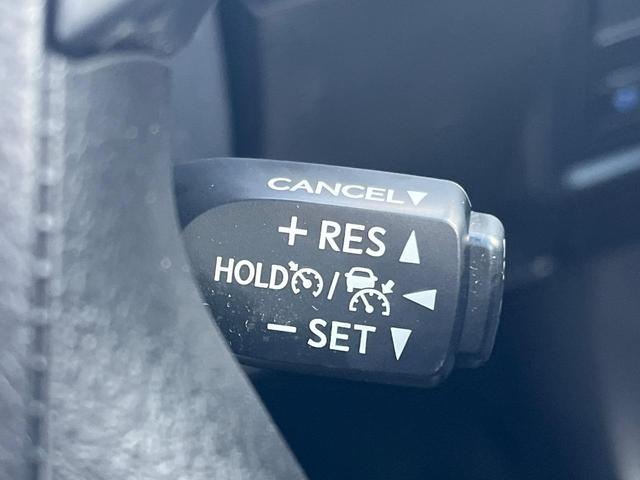 CANCEL▼
+ RES ▲
HOLD / ◀
− SET ▼